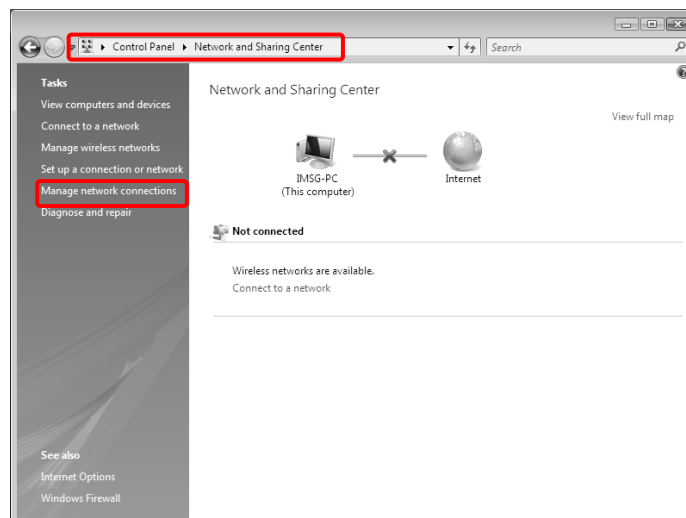 Control Panel
Network and Sharing Center
Search
Tasks
View computers and devices
Connect to a network
Manage wireless networks
Set up a connection or network
Manage network connections
Diagnose and repair
See also
Internet Options
Windows Firewall
Network and Sharing Center
View full map
IMSG-PC
(This computer)
Internet
Not connected
Wireless networks are available.
Connect to a network